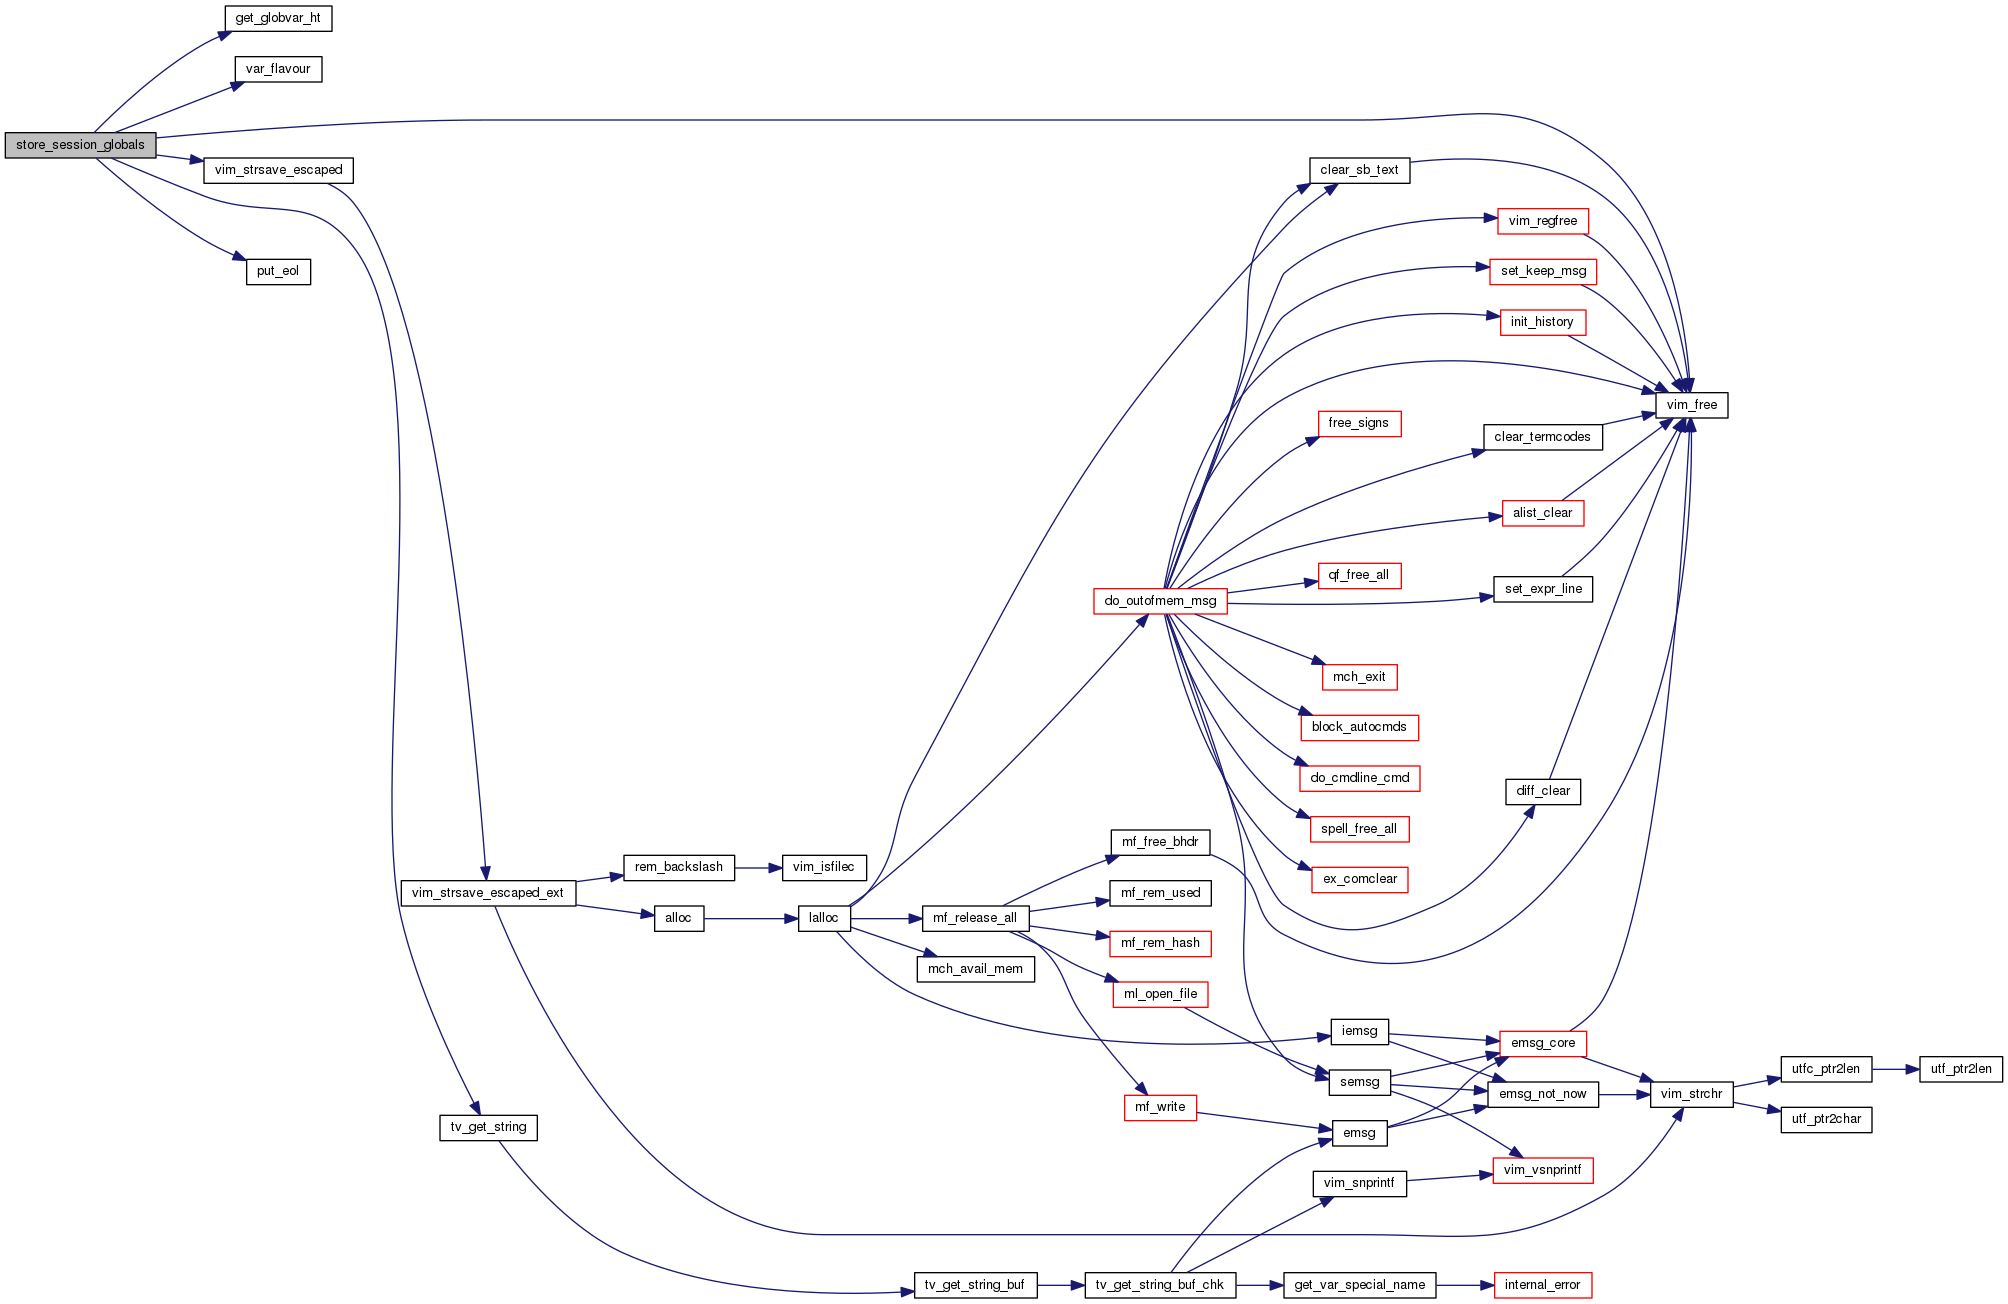 get_globvar_ht
var_flavour
store_session_globals
vim_strsave_escaped
clear_sb_text
vim_regfree
put_eol
set_keep_msg
init_history
vim_free
free_signs
clear_termcodes
alist_clear
qf_free_all
set_expr_line
do_outofmem_msg
mch_exit
block_autocmds
do_cmdline_cmd
diff_clear
spell_free_all
mf_free_bhdr
rem_backslash
vim_isfilec
ex_comclear
vim_strsave_escaped_ext
mf_rem_used
alloc
lalloc
mf_release_all
mf_rem_hash
mch_avail_mem
ml_open_file
iemsg
emsg_core
utfc_ptr2len
utf_ptr2len
semsg
emsg_not_now
vim_strchr
mf_write
utf_ptr2char
tv_get_string
emsg
vim_vsnprintf
vim_snprintf
tv_get_string_buf
tv_get_string_buf_chk
get_var_special_name
internal_error